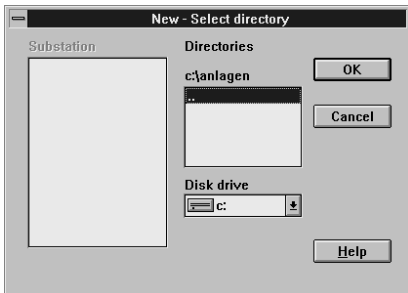 New - Select directory
Substation
Directories
c:\anlagen
..
OK
Cancel
Disk drive
c:
Help